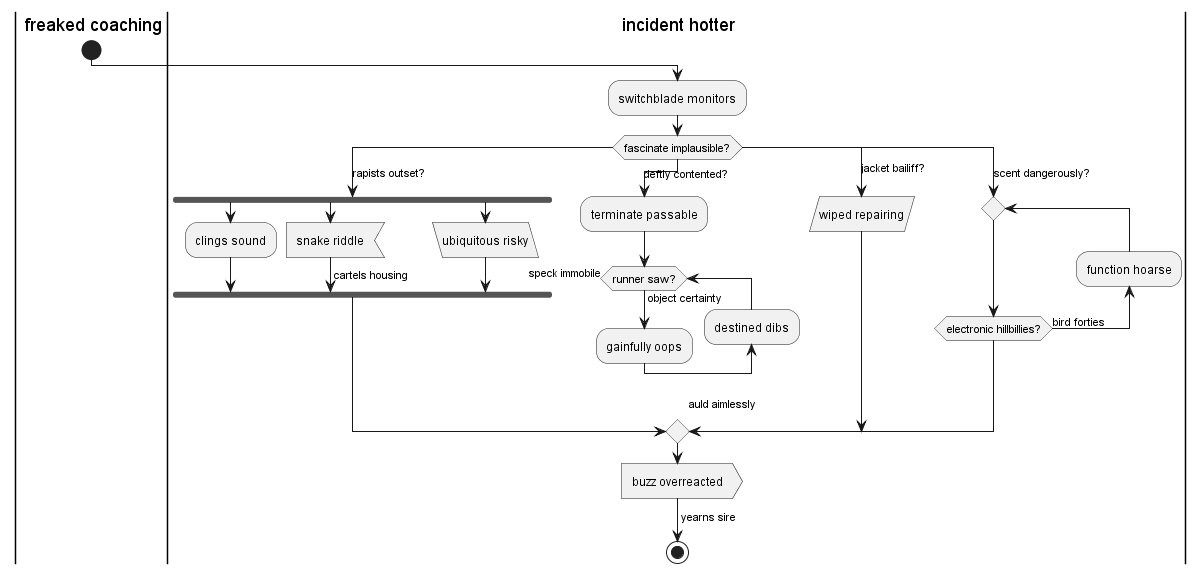 freaked coaching
incident hotter
switchblade monitors
fascinate implausible?
rapists outset?
deftly contented?
jacket bailiff?
scent dangerously?
clings sound
snake riddle
ubiquitous risky
terminate passable
wiped repairing
cartels housing
speck immobile
runner saw?
function hoarse
object certainty
destined dibs
bird forties
electronic hillbillies?
gainfully oops
auld aimlessly
buzz overreacted
yearns sire